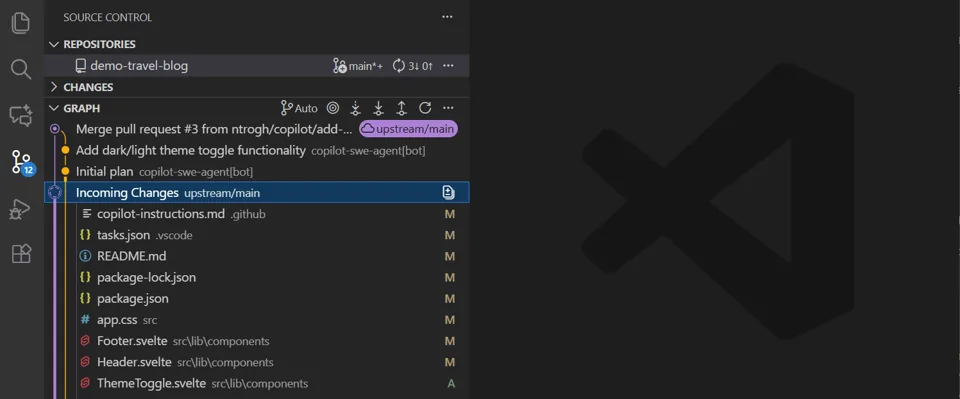 SOURCE CONTROL
REPOSITORIES
demo-travel-blog main*+ 3↓ 0↑
CHANGES
GRAPH Auto
Merge pull request #3 from ntrogh/copilot/add-... upstream/main
Add dark/light theme toggle functionality copilot-swe-agent[bot]
Initial plan copilot-swe-agent[bot]
12
Incoming Changes upstream/main
copilot-instructions.md .github M
{} tasks.json .vscode M
README.md M
{} package-lock.json M
{} package.json M
# app.css src M
Footer.svelte src\lib\components M
Header.svelte src\lib\components M
ThemeToggle.svelte src\lib\components A